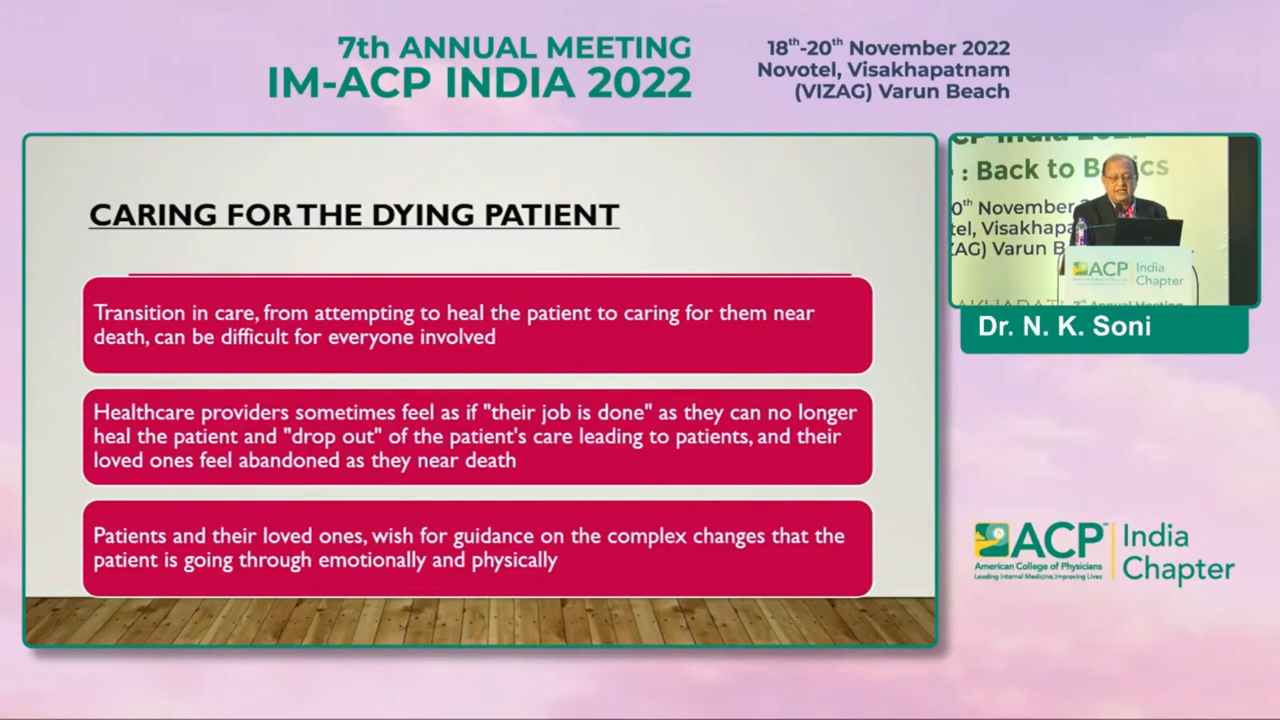 7th ANNUAL MEETING
IM-ACP INDIA 2022
18th-20th November 2022
Novotel, Visakhapatnam
(VIZAG) Varun Beach
CARING FOR THE DYING PATIENT
Transition in care, from attempting to heal the patient to caring for them near
death, can be difficult for everyone involved
Healthcare providers sometimes feel as if "their job is done" as they can no longer
heal the patient and "drop out" of the patient's care leading to patients, and their
loved ones feel abandoned as they near death
Patients and their loved ones, wish for guidance on the complex changes that the
patient is going through emotionally and physically
: Back to B cs
0th November
tel, Visakhapa
ZAG) Varun B
ACP India
Chapter
7th Annual Meeting
Dr. N. K. Soni
ACP India
Chapter
American College of Physicians
Leading Internal Medicine, Improving Lives